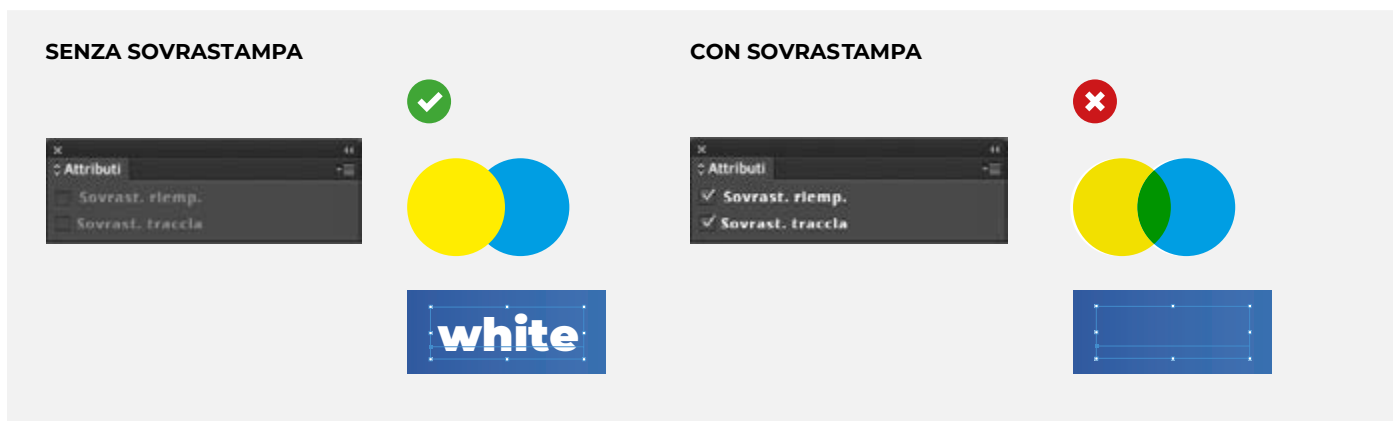 SENZA SOVRASTAMPA
Attributi
Sovrast. riemp.
Sovrast. traccia
white
CON SOVRASTAMPA
Attributi
Sovrast. riemp.
Sovrast. traccia